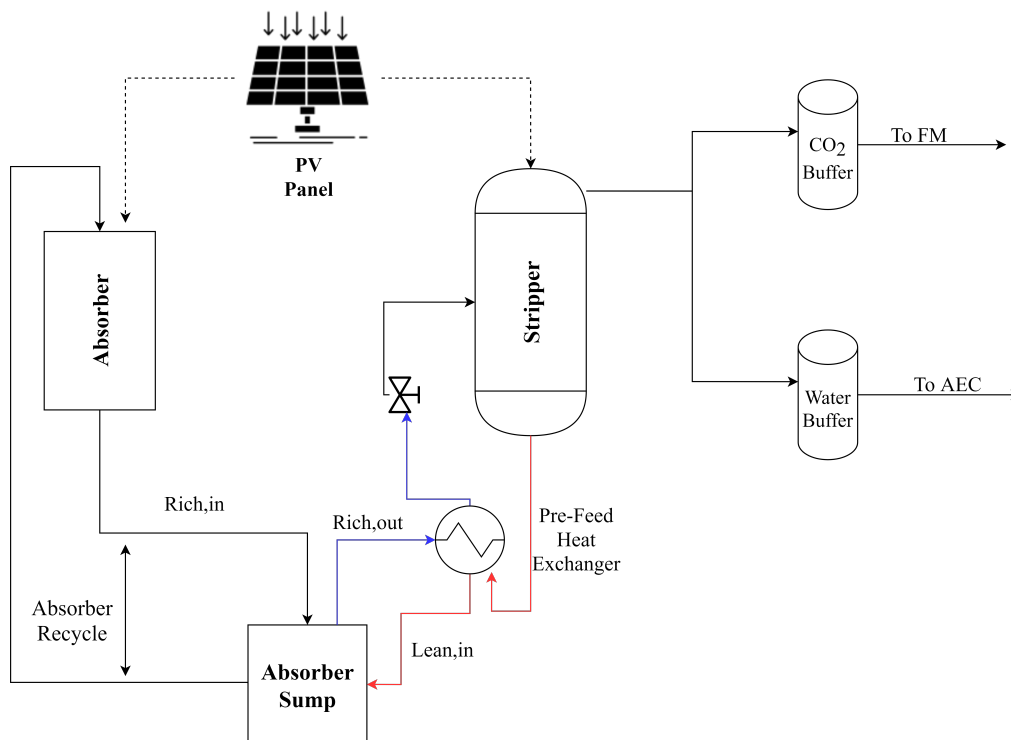 PV
Panel
CO2
Buffer
To FM
Absorber
Stripper
Water
Buffer
To AEC
Rich,in
Rich,out
Pre-Feed
Heat
Exchanger
Absorber
Recycle
Lean,in
Absorber
Sump